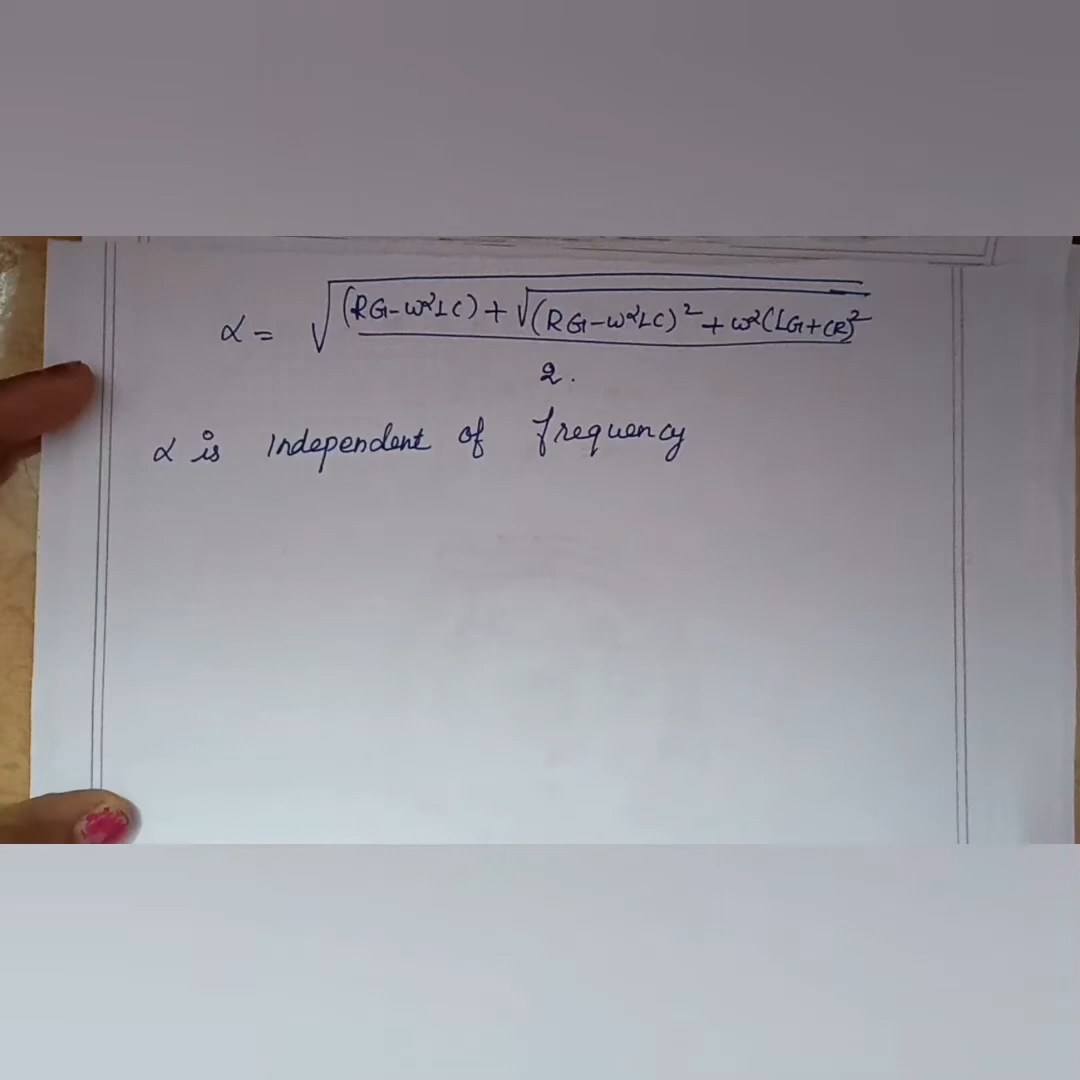 α = √(RG-ω²LC) + √(RG-ω²LC)² + ω²(LG+CR)²
2.
α is Independent of frequency